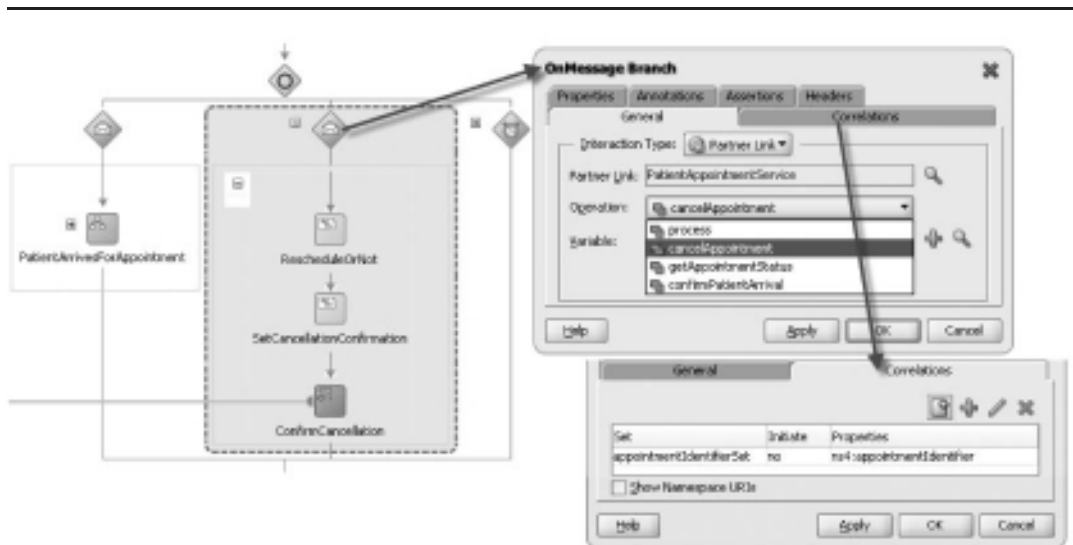 PatientArrivesForAppointment
RescheduleOrNot
SetCancellationConfirmation
ConfirmCancellation
OnMessage Branch
Properties Annotations Assertions Headers
General Correlations
Interaction Type: Partner Link
Partner Link: PatientAppointmentService
Operation: cancelAppointment
Variable:
process
cancelAppointment
getAppointmentStatus
confirmPatientArrival
Help Apply OK Cancel
General Correlations
Set Initiate Properties
appointmentIdentifierSet no ns4:appointmentIdentifier
Show Namespace URIs
Help Apply OK Cancel